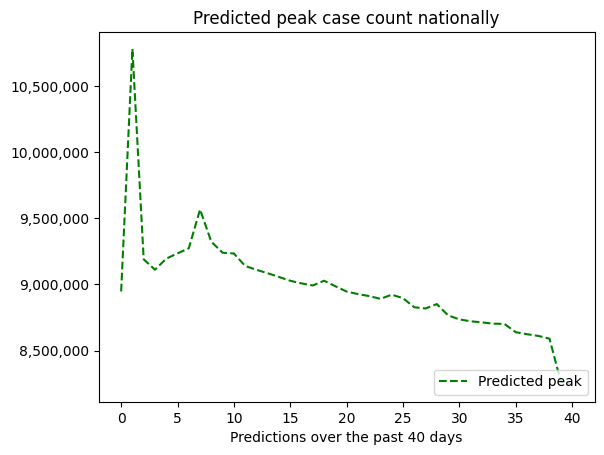 Predicted peak case count nationally
10,500,000
10,000,000
9,500,000
9,000,000
8,500,000
Predicted peak
0 5 10 15 20 25 30 35 40
Predictions over the past 40 days